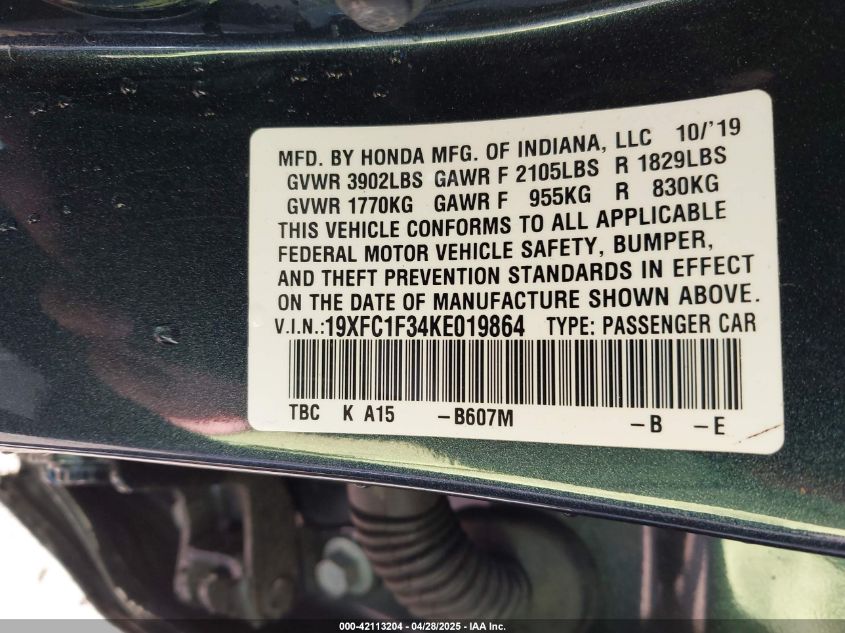 MFD. BY HONDA MFG. OF INDIANA, LLC 10/'19
GVWR 3902LBS GAWR F 2105LBS R 1829LBS
GVWR 1770KG GAWR F 955KG R 830KG
THIS VEHICLE CONFORMS TO ALL APPLICABLE
FEDERAL MOTOR VEHICLE SAFETY, BUMPER,
AND THEFT PREVENTION STANDARDS IN EFFECT
ON THE DATE OF MANUFACTURE SHOWN ABOVE.
V.I.N.:19XFC1F34KE019864 TYPE: PASSENGER CAR
TBC K A15 -B607M -B -E
000-42113204 04/28/2025 - IAA Inc.